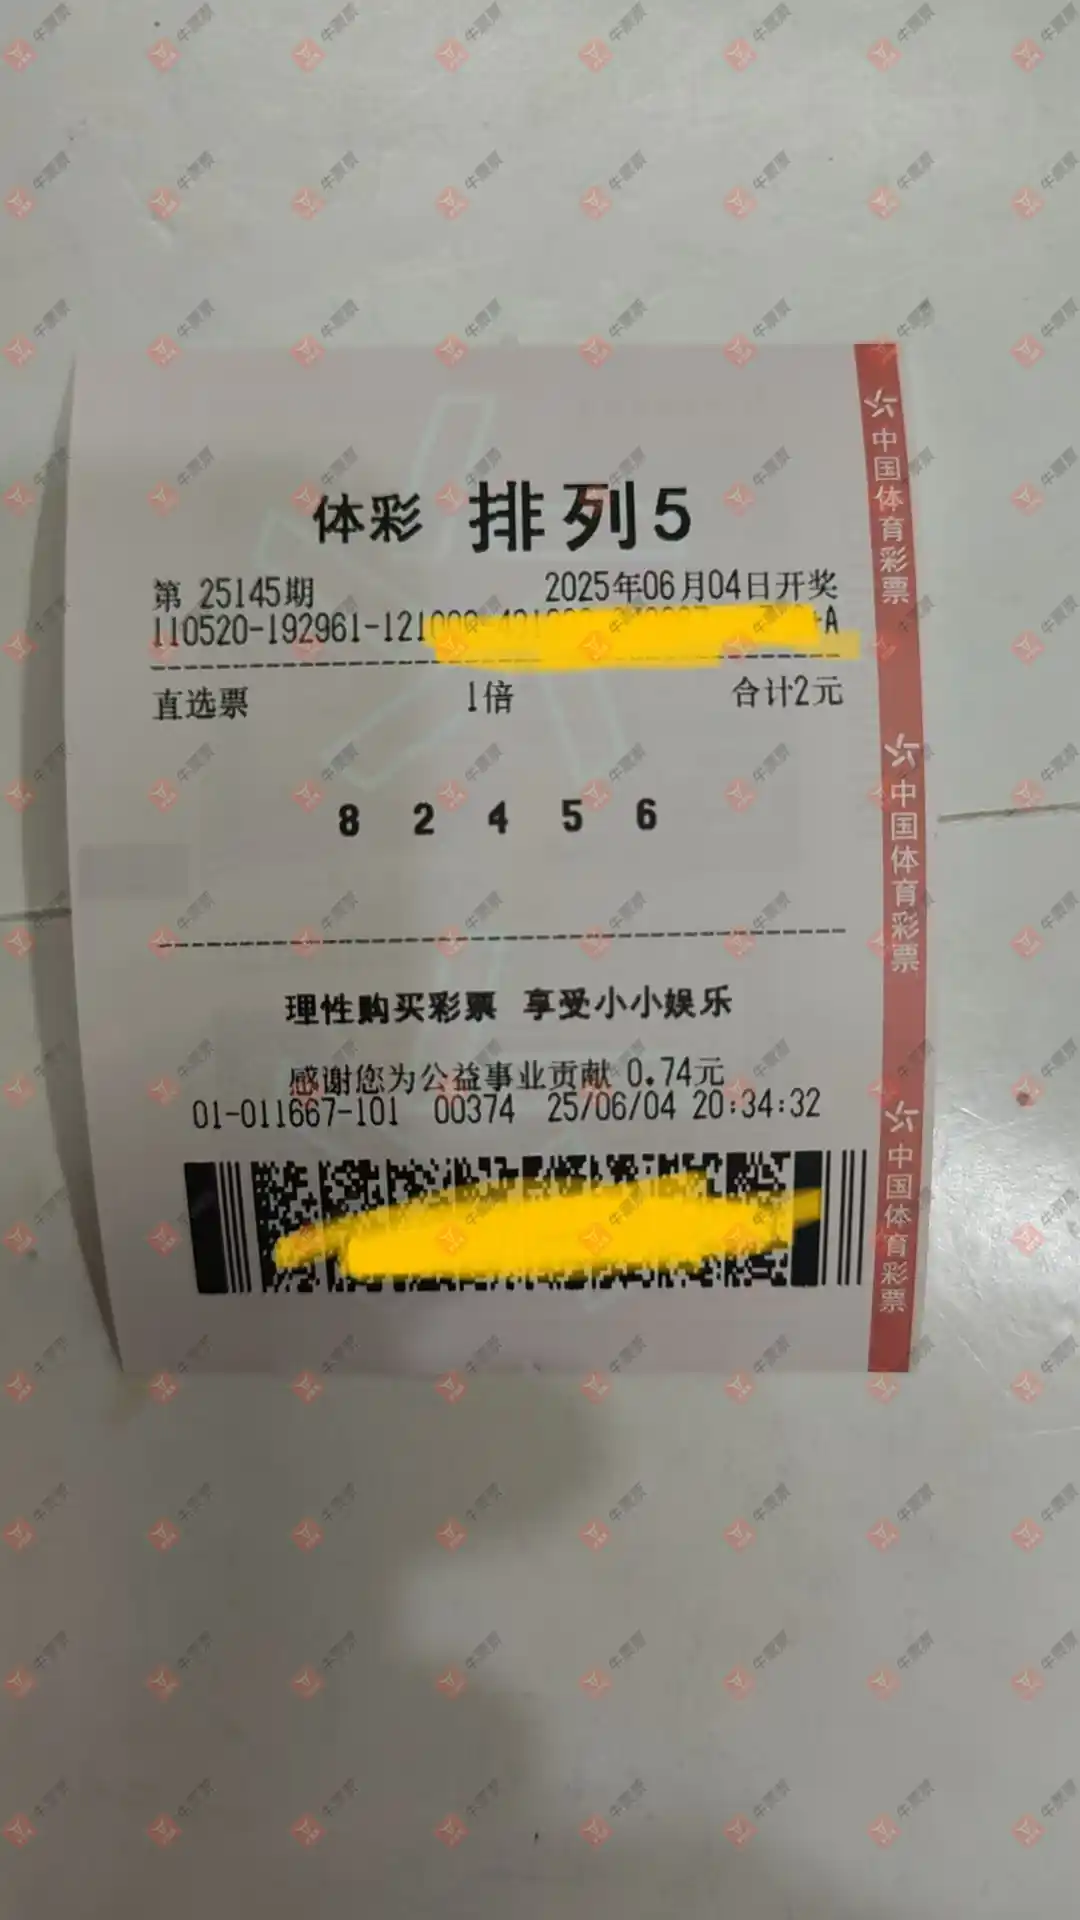 体彩 排列5
第 25145期 2025年06月04日开奖
110520-192961-121 A
直选票 1倍 合计2元
8 2 4 5 6
理性购买彩票 享受小小娱乐
感谢您为公益事业贡献 0.74元
01-011667-101 00374 25/06/04 20:34:32
中国体育彩票
中国体育彩票
中国体育彩票
牛票票